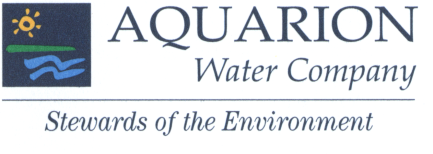 AQUARION
Water Company
Stewards of the Environment